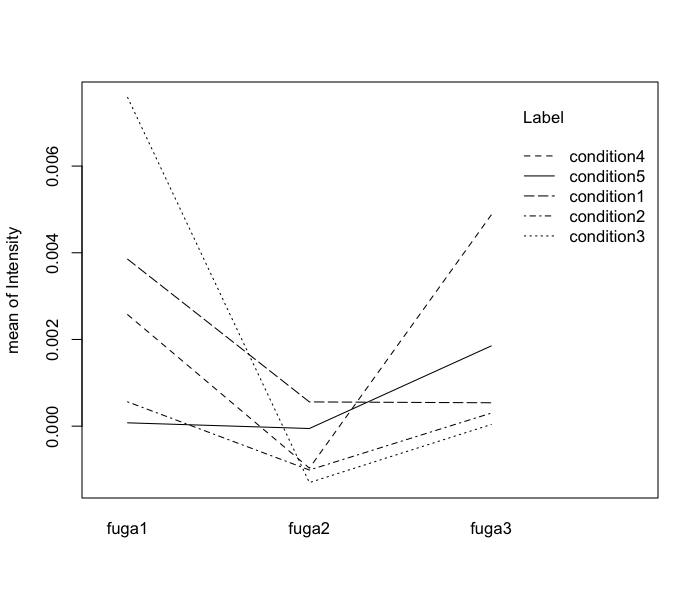 Label
condition4
condition5
condition1
condition2
condition3
mean of Intensity
0.006
0.004
0.002
0.000
fuga1 fuga2 fuga3